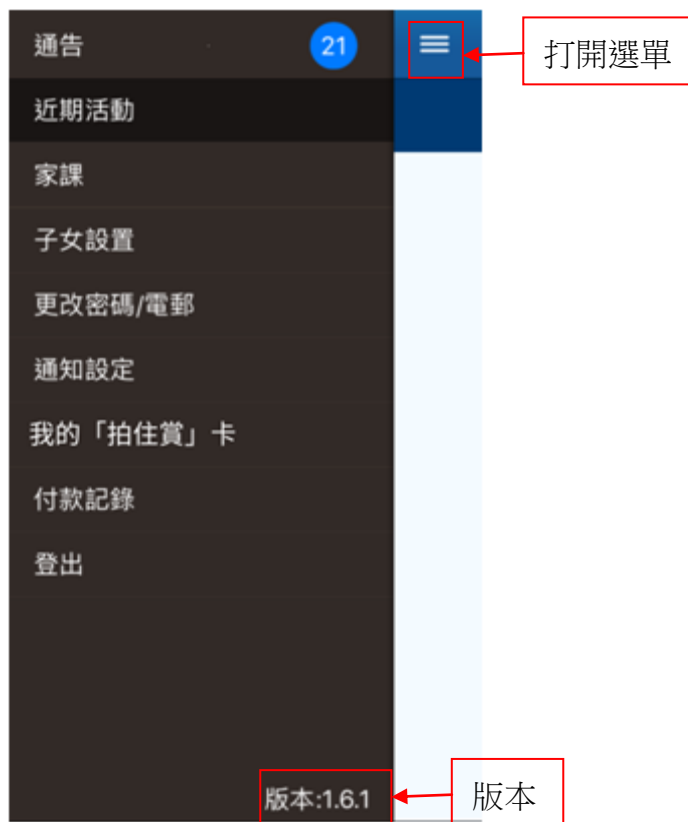 通告 21
打開選單
近期活動
家課
子女設置
更改密碼/電郵
通知設定
我的「拍住賞」卡
付款記錄
登出
版本:1.6.1
版本